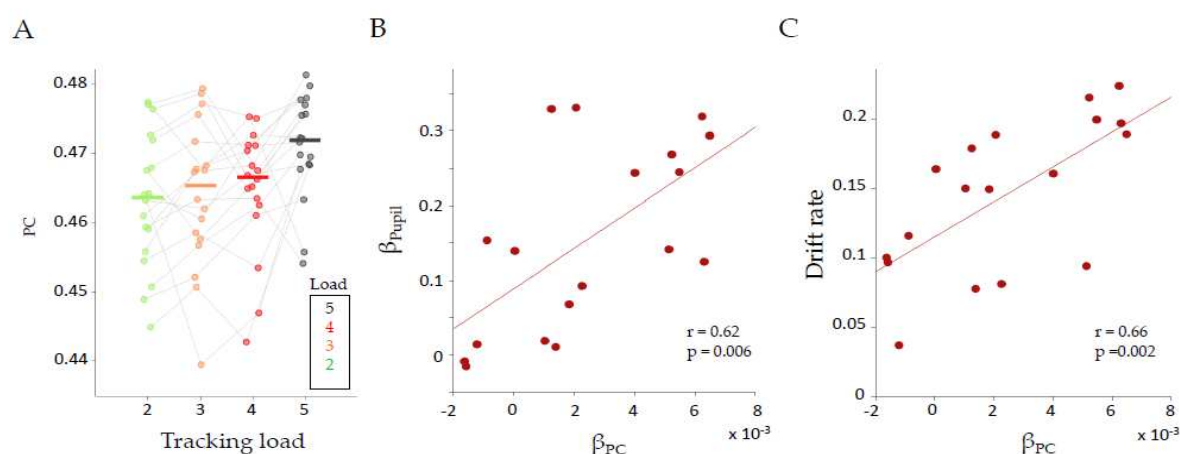 A
PC
0.48
0.47
0.46
0.45
0.44
Load
5
4
3
2
2 3 4 5
Tracking load
B
βPupil
0.3
0.2
0.1
0
r = 0.62
p = 0.006
-2 0 2 4 6 8
x 10-3
βPC
C
Drift rate
0.2
0.15
0.1
0.05
0
r = 0.66
p =0.002
-2 0 2 4 6 8
x 10-3
βPC